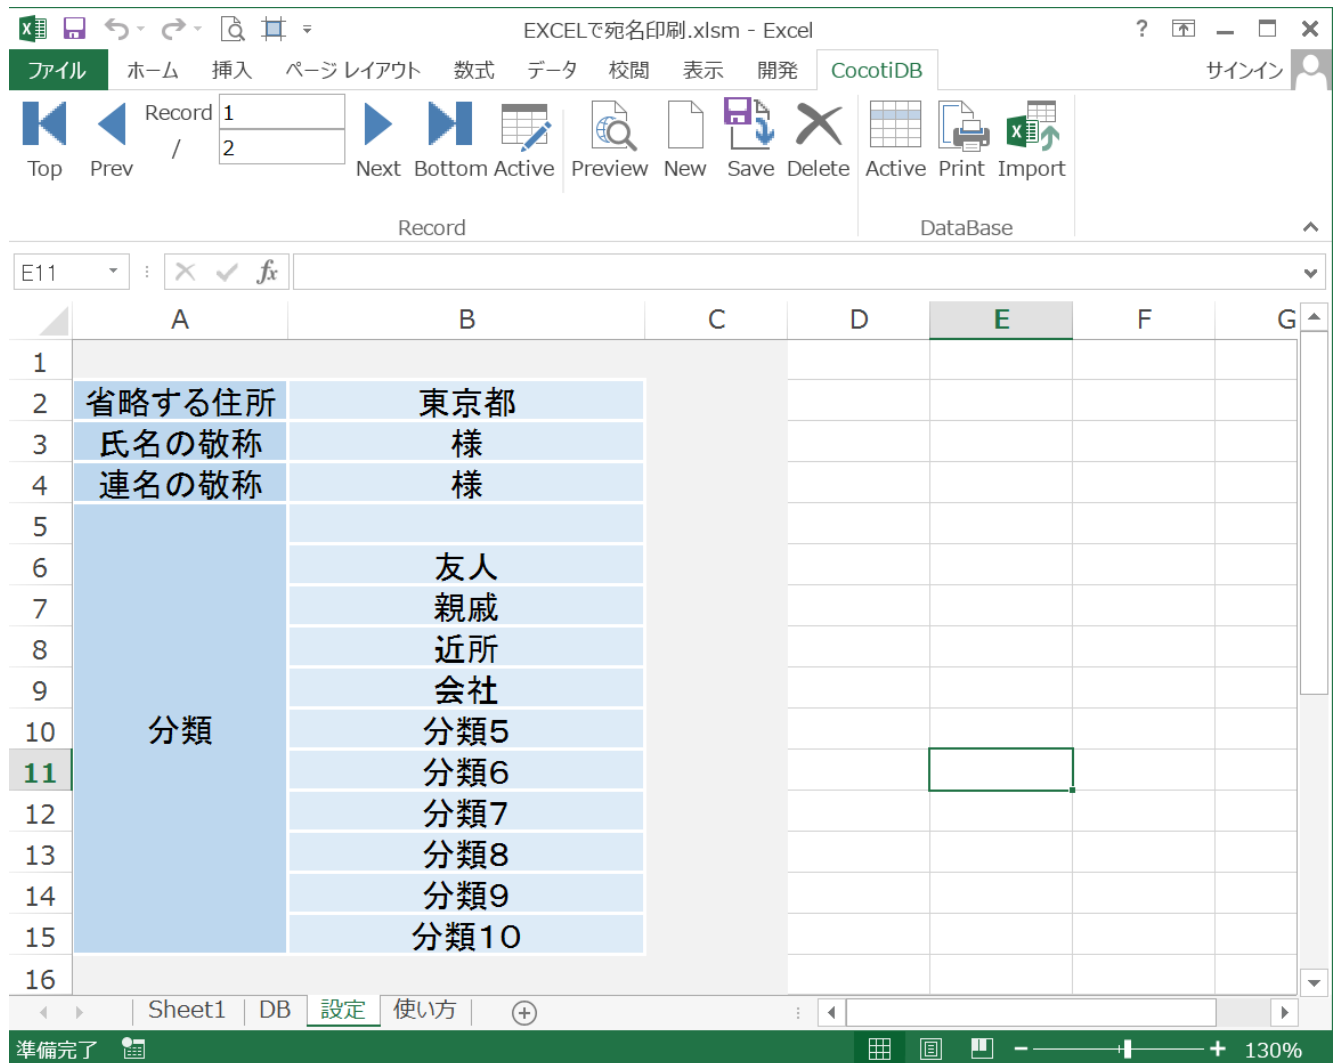 EXCELで宛名印刷.xlsm - Excel ?
ファイル ホーム 挿入 ページ レイアウト 数式 データ 校閲 表示 開発 CocotiDB サインイン
Record 1
/ 2
Top Prev Next Bottom Active Preview New Save Delete Active Print Import
Record DataBase
E11 fx
A B C D E F G
1
2 省略する住所 東京都
3 氏名の敬称 様
4 連名の敬称 様
5
6 友人
7 親戚
8 近所
9 会社
10 分類 分類5
11 分類6
12 分類7
13 分類8
14 分類9
15 分類10
16
Sheet1 DB 設定 使い方
準備完了 130%